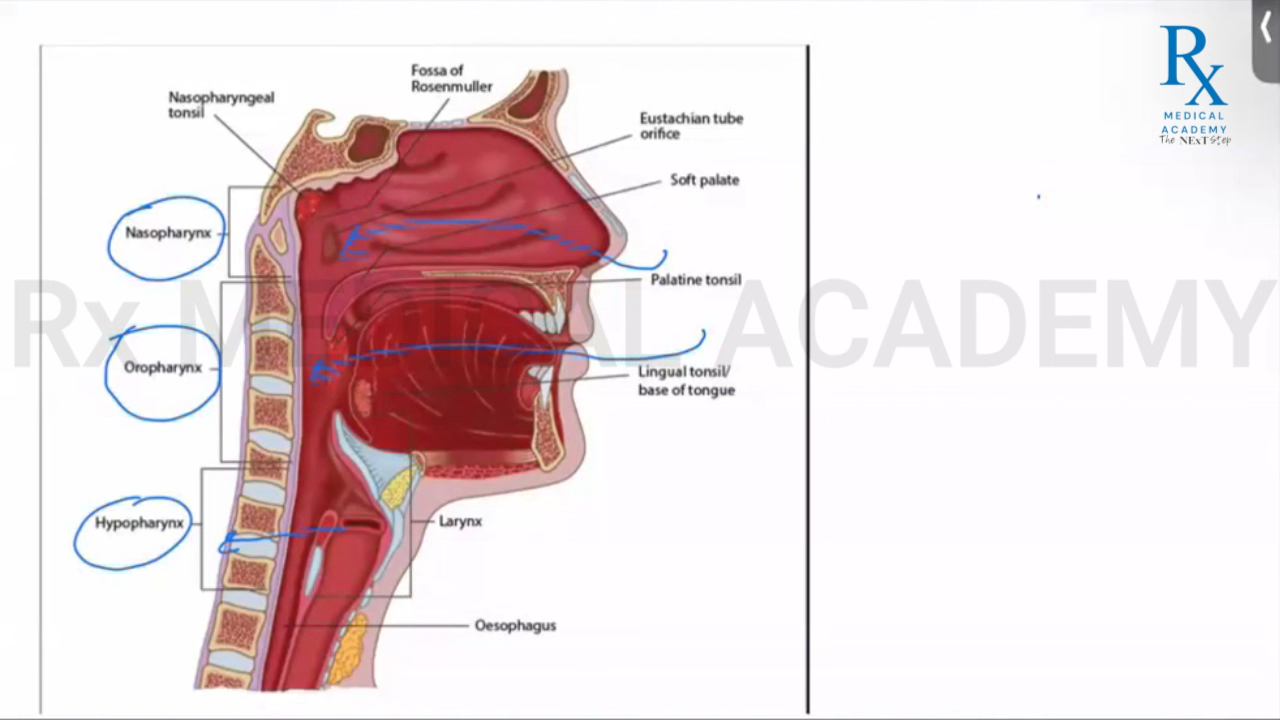 Rx
MEDICAL
ACADEMY
The NExT Step
Fossa of
Rosenmuller
Nasopharyngeal
tonsil
Eustachian tube
orifice
Soft palate
Nasopharynx
Palatine tonsil
Rx MEDICAL ACADEMY
Oropharynx
Lingual tonsil/
base of tongue
Hypopharynx
Larynx
Oesophagus